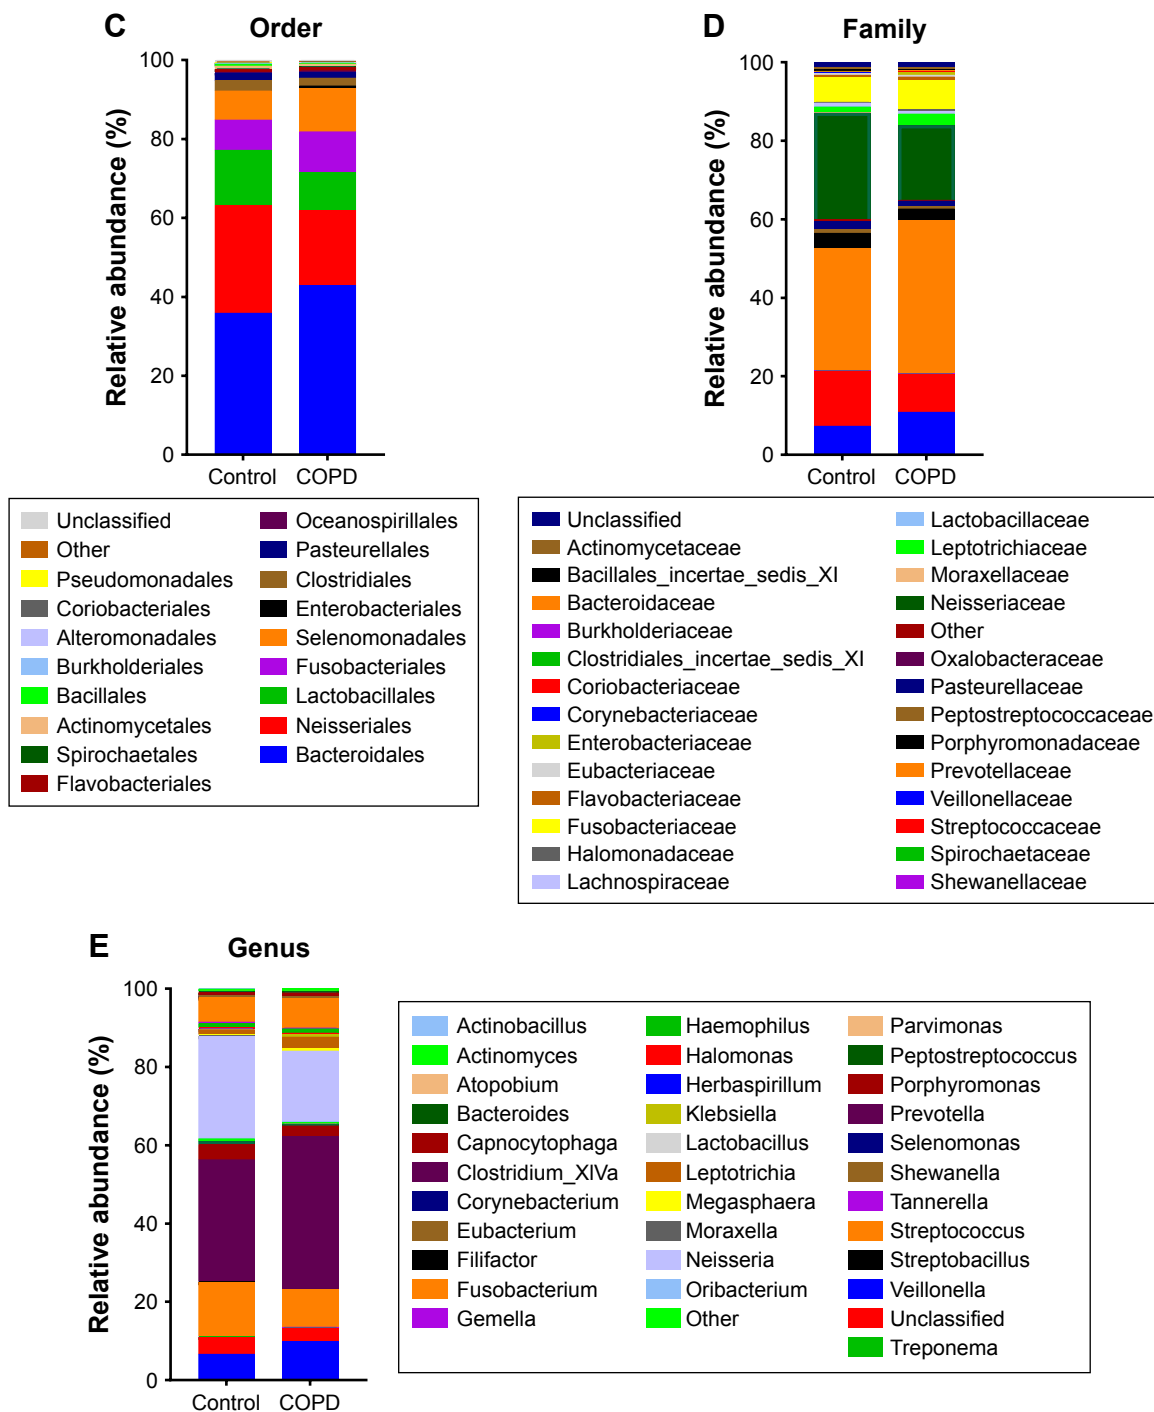 C
Order
Relative abundance (%)
100
80
60
40
20
0
Control
COPD
Unclassified
Other
Pseudomonadales
Coriobacteriales
Alteromonadales
Burkholderiales
Bacillales
Actinomycetales
Spirochaetales
Flavobacteriales
Oceanospirillales
Pasteurellales
Clostridiales
Enterobacteriales
Selenomonadales
Fusobacteriales
Lactobacillales
Neisseriales
Bacteroidales
D
Family
Relative abundance (%)
100
80
60
40
20
0
Control
COPD
Unclassified
Actinomycetaceae
Bacillales_incertae_sedis_XI
Bacteroidaceae
Burkholderiaceae
Clostridiales_incertae_sedis_XI
Coriobacteriaceae
Corynebacteriaceae
Enterobacteriaceae
Eubacteriaceae
Flavobacteriaceae
Fusobacteriaceae
Halomonadaceae
Lachnospiraceae
Lactobacillaceae
Leptotrichiaceae
Moraxellaceae
Neisseriaceae
Other
Oxalobacteraceae
Pasteurellaceae
Peptostreptococcaceae
Porphyromonadaceae
Prevotellaceae
Veillonellaceae
Streptococcaceae
Spirochaetaceae
Shewanellaceae
E
Genus
Relative abundance (%)
100
80
60
40
20
0
Control
COPD
Actinobacillus
Actinomyces
Atopobium
Bacteroides
Capnocytophaga
Clostridium_XIVa
Corynebacterium
Eubacterium
Filifactor
Fusobacterium
Gemella
Haemophilus
Halomonas
Herbaspirillum
Klebsiella
Lactobacillus
Leptotrichia
Megasphaera
Moraxella
Neisseria
Oribacterium
Other
Parvimonas
Peptostreptococcus
Porphyromonas
Prevotella
Selenomonas
Shewanella
Tannerella
Streptococcus
Streptobacillus
Veillonella
Unclassified
Treponema